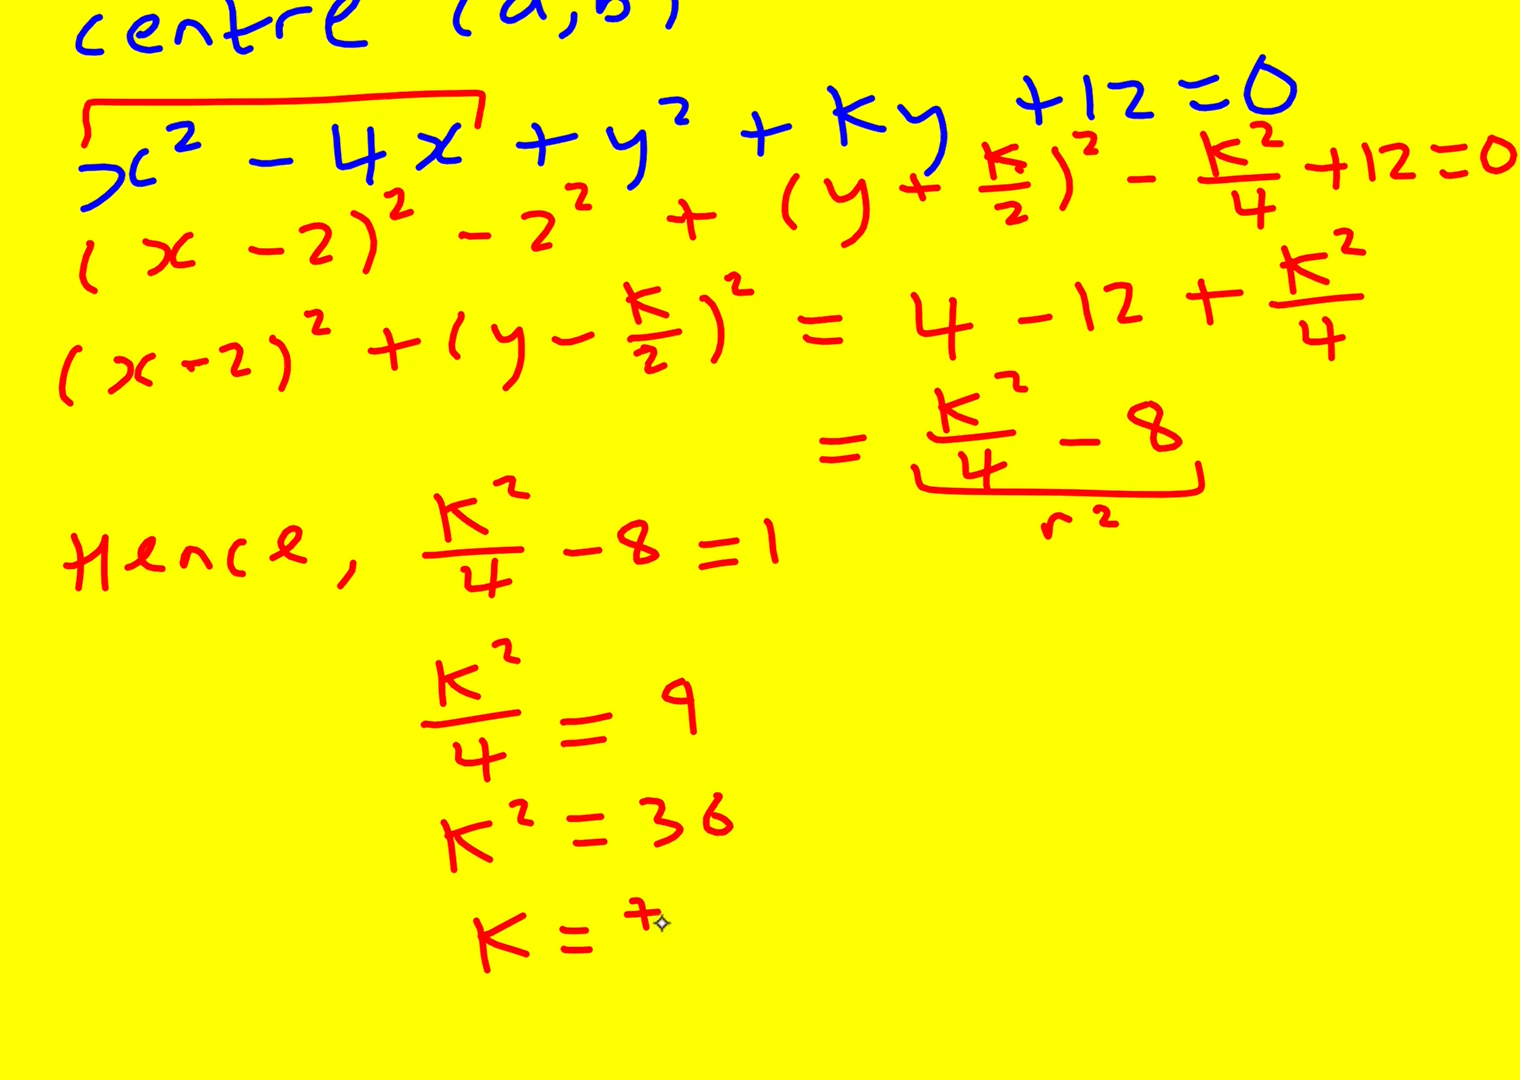 centre (a,b)
x² - 4x + y² + ky + 12 = 0
(x - 2)² - 2² + (y + k/2)² - k²/4 + 12 = 0
(x - 2)² + (y - k/2)² = 4 - 12 + k²/4
= k²/4 - 8
r²
Hence, k²/4 - 8 = 1
k²/4 = 9
k² = 36
k = +